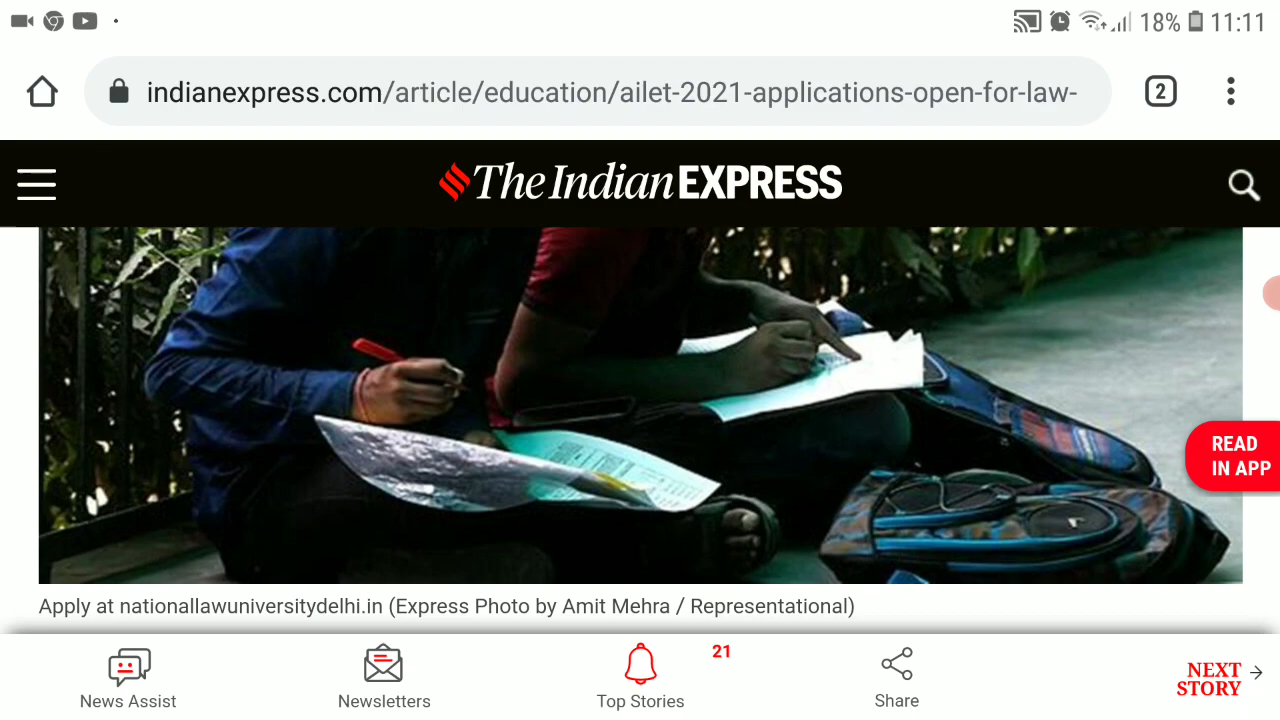 18% 11:11
indianexpress.com/article/education/ailet-2021-applications-open-for-law-
2
The Indian EXPRESS
READ
IN APP
Apply at nationallawuniversitydelhi.in (Express Photo by Amit Mehra / Representational)
21
News Assist
Newsletters
Top Stories
Share
NEXT
STORY